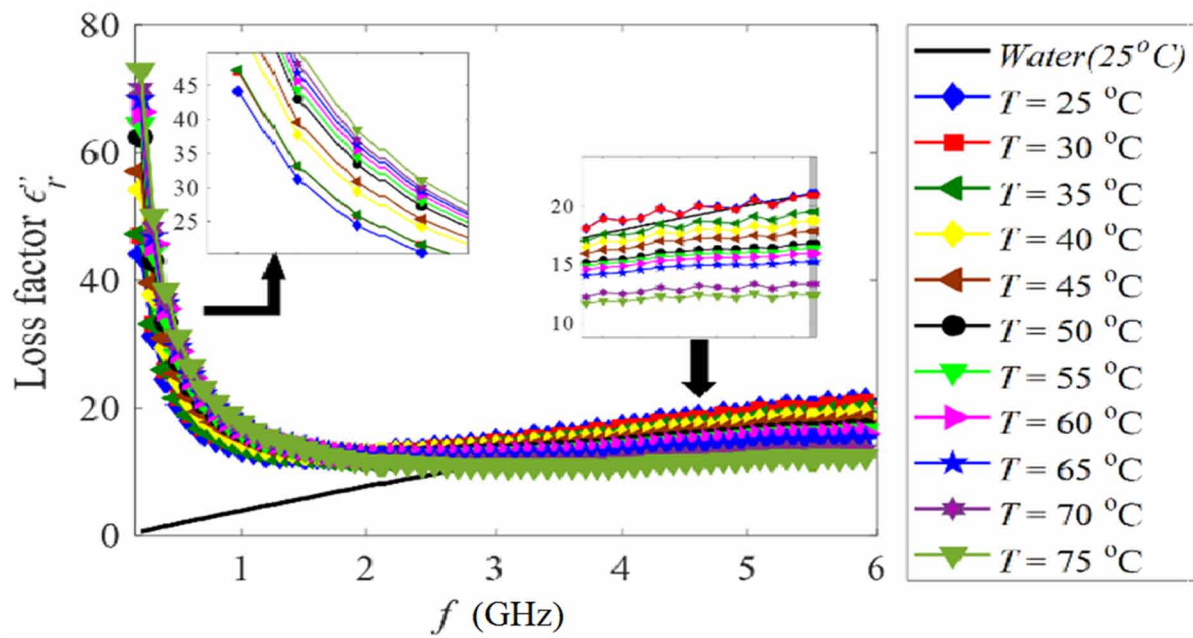 Loss factor ϵ''r
80
60
40
20
0
1
2
3
4
5
6
f (GHz)
45
40
35
30
25
20
15
10
Water(25°C)
T = 25 °C
T = 30 °C
T = 35 °C
T = 40 °C
T = 45 °C
T = 50 °C
T = 55 °C
T = 60 °C
T = 65 °C
T = 70 °C
T = 75 °C